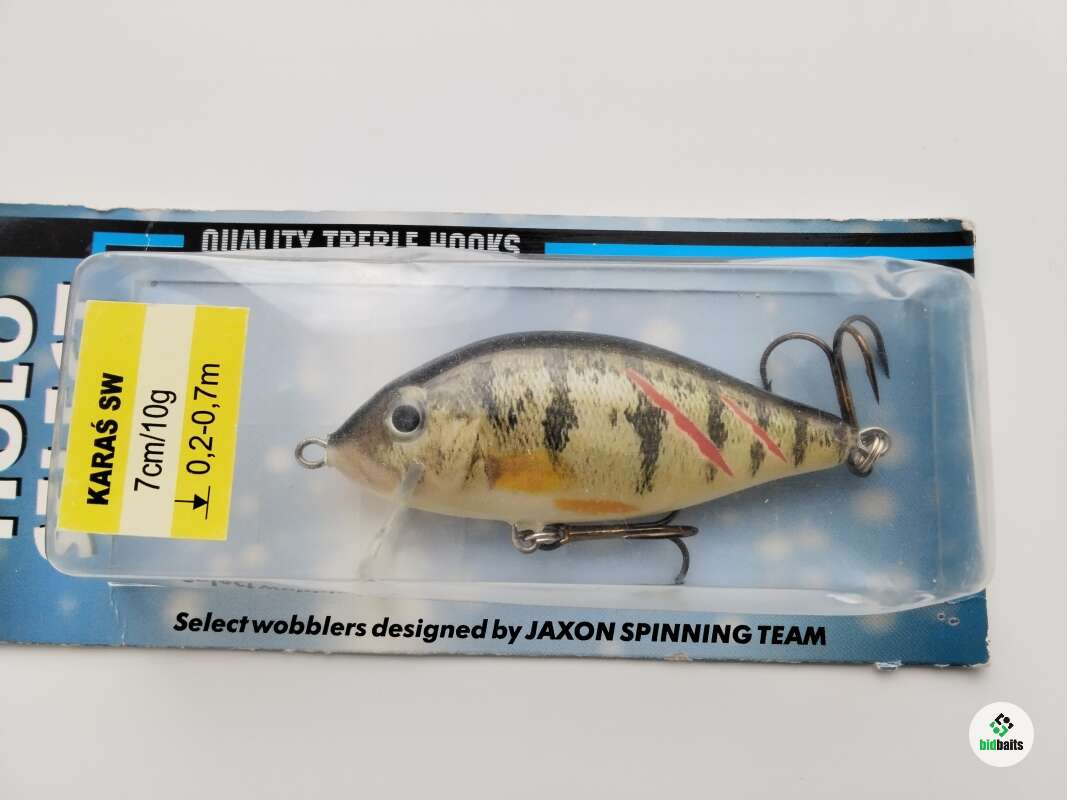 QUALITY TREBLE HOOKS
HOLO
KARAŚ SW
7cm/10g
0,2-0,7m
Select wobblers designed by JAXON SPINNING TEAM
bidbaits